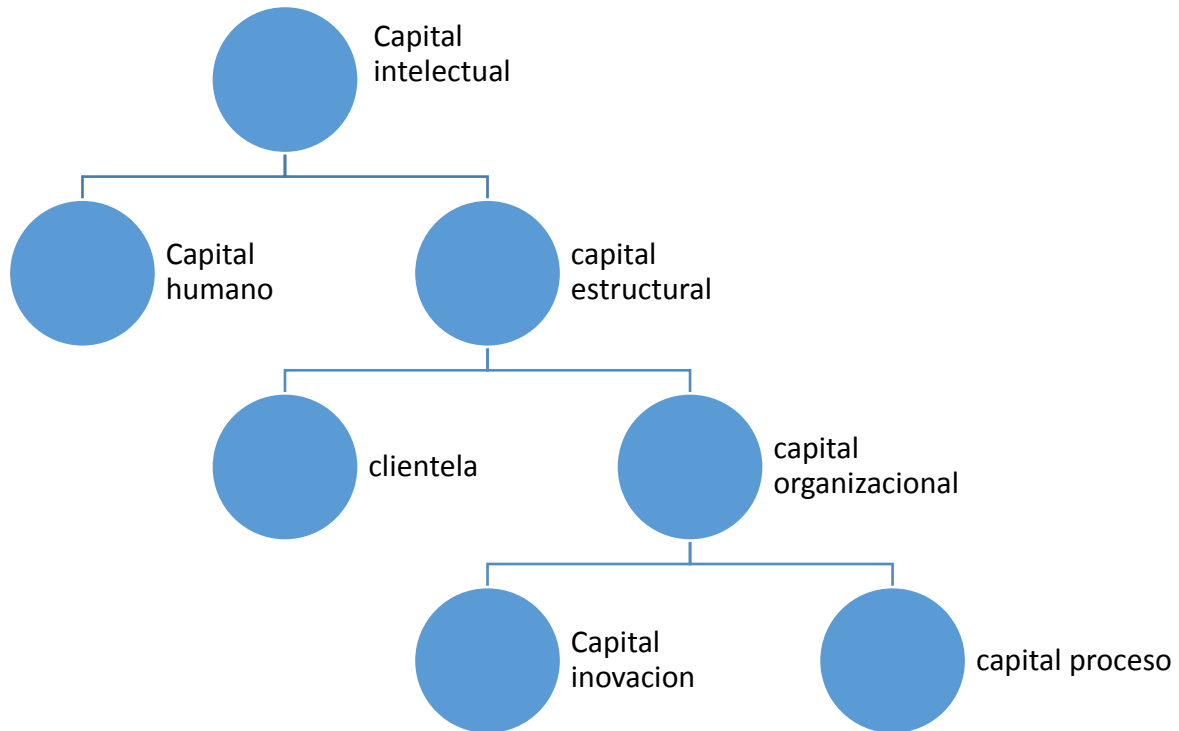 Capital
intelectual
Capital
humano
capital
estructural
clientela
capital
organizacional
Capital
inovacion
capital proceso